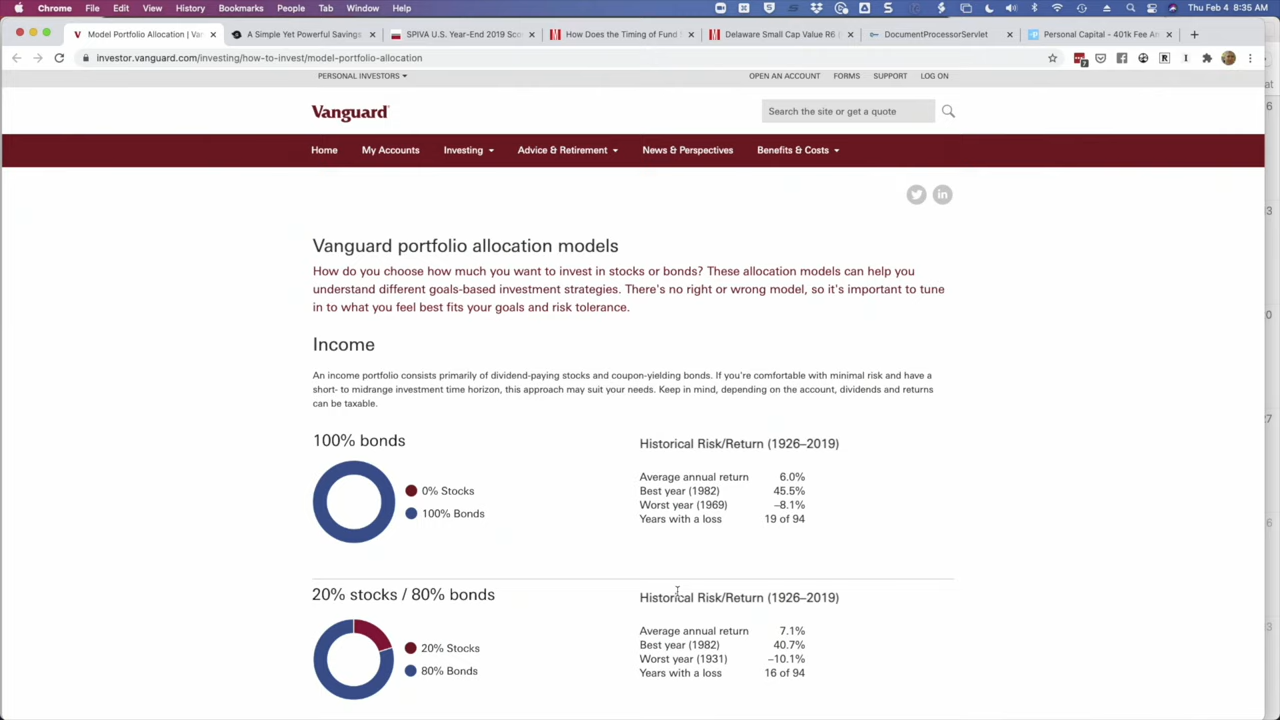 Chrome File Edit View History Bookmarks People Tab Window Help
Thu Feb 4 8:35 AM
Model Portfolio Allocation | Van
A Simple Yet Powerful Savings
SPIVA U.S. Year-End 2019 Sco
How Does the Timing of Fund
Delaware Small Cap Value R6 |
DocumentProcessorServlet
Personal Capital - 401k Fee An
investor.vanguard.com/investing/how-to-invest/model-portfolio-allocation
PERSONAL INVESTORS
OPEN AN ACCOUNT FORMS SUPPORT LOG ON
Vanguard
Search the site or get a quote
Home My Accounts Investing Advice & Retirement News & Perspectives Benefits & Costs
Vanguard portfolio allocation models
How do you choose how much you want to invest in stocks or bonds? These allocation models can help you
understand different goals-based investment strategies. There's no right or wrong model, so it's important to tune
in to what you feel best fits your goals and risk tolerance.
Income
An income portfolio consists primarily of dividend-paying stocks and coupon-yielding bonds. If you're comfortable with minimal risk and have a
short- to midrange investment time horizon, this approach may suit your needs. Keep in mind, depending on the account, dividends and returns
can be taxable.
100% bonds
0% Stocks
100% Bonds
Historical Risk/Return (1926–2019)
Average annual return 6.0%
Best year (1982) 45.5%
Worst year (1969) –8.1%
Years with a loss 19 of 94
20% stocks / 80% bonds
20% Stocks
80% Bonds
Historical Risk/Return (1926–2019)
Average annual return 7.1%
Best year (1982) 40.7%
Worst year (1931) –10.1%
Years with a loss 16 of 94